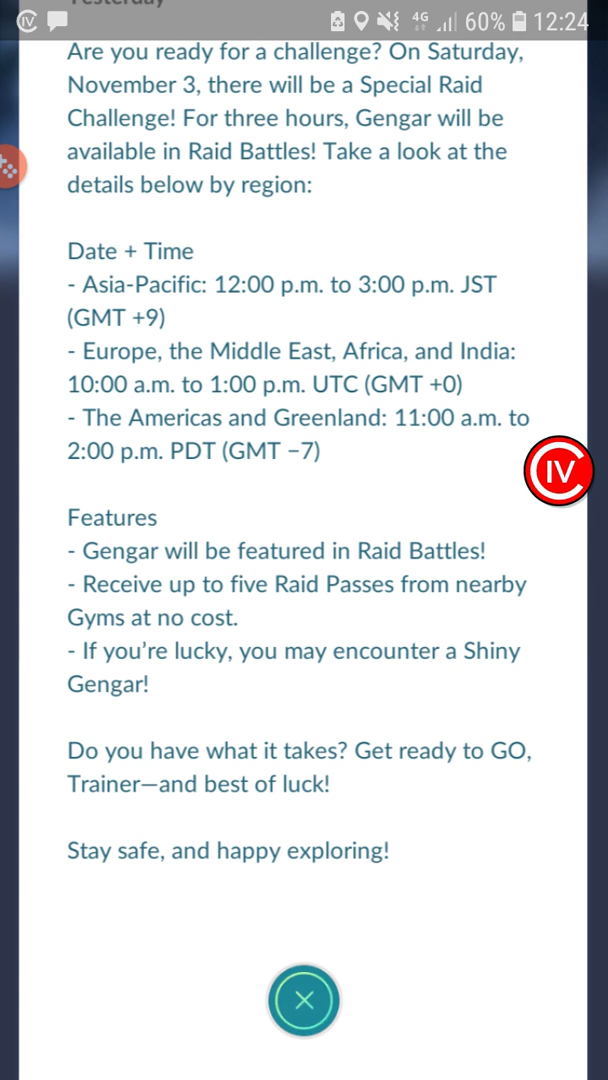 Yesterday
IV 4G 60% 12:24
Are you ready for a challenge? On Saturday,
November 3, there will be a Special Raid
Challenge! For three hours, Gengar will be
available in Raid Battles! Take a look at the
details below by region:
Date + Time
- Asia-Pacific: 12:00 p.m. to 3:00 p.m. JST
(GMT +9)
- Europe, the Middle East, Africa, and India:
10:00 a.m. to 1:00 p.m. UTC (GMT +0)
- The Americas and Greenland: 11:00 a.m. to
2:00 p.m. PDT (GMT −7)
IV
Features
- Gengar will be featured in Raid Battles!
- Receive up to five Raid Passes from nearby
Gyms at no cost.
- If you’re lucky, you may encounter a Shiny
Gengar!
Do you have what it takes? Get ready to GO,
Trainer—and best of luck!
Stay safe, and happy exploring!